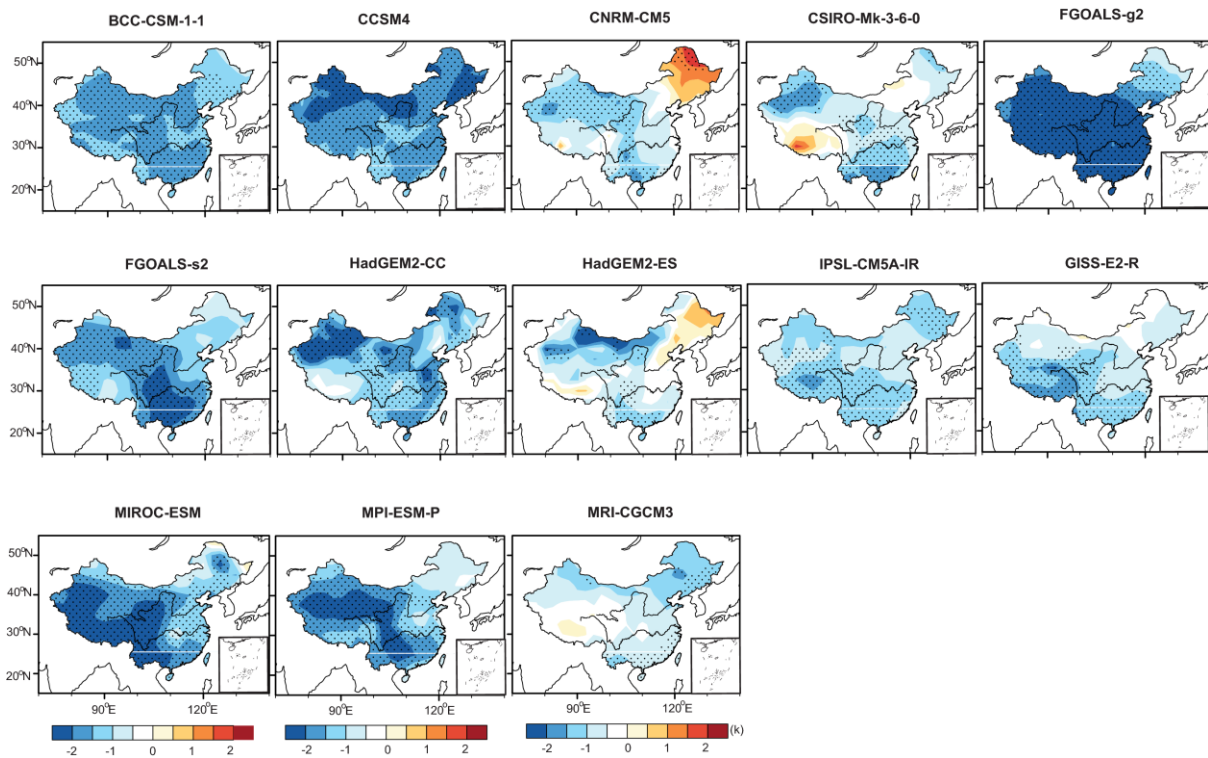 BCC-CSM-1-1 CCSM4 CNRM-CM5 CSIRO-Mk-3-6-0 FGOALS-g2
50°N
40°N
30°N
20°N
FGOALS-s2 HadGEM2-CC HadGEM2-ES IPSL-CM5A-lR GISS-E2-R
50°N
40°N
30°N
20°N
MIROC-ESM MPI-ESM-P MRI-CGCM3
50°N
40°N
30°N
20°N
90°E 120°E 90°E 120°E 90°E 120°E
-2 -1 0 1 2 -2 -1 0 1 2 -2 -1 0 1 2 (k)